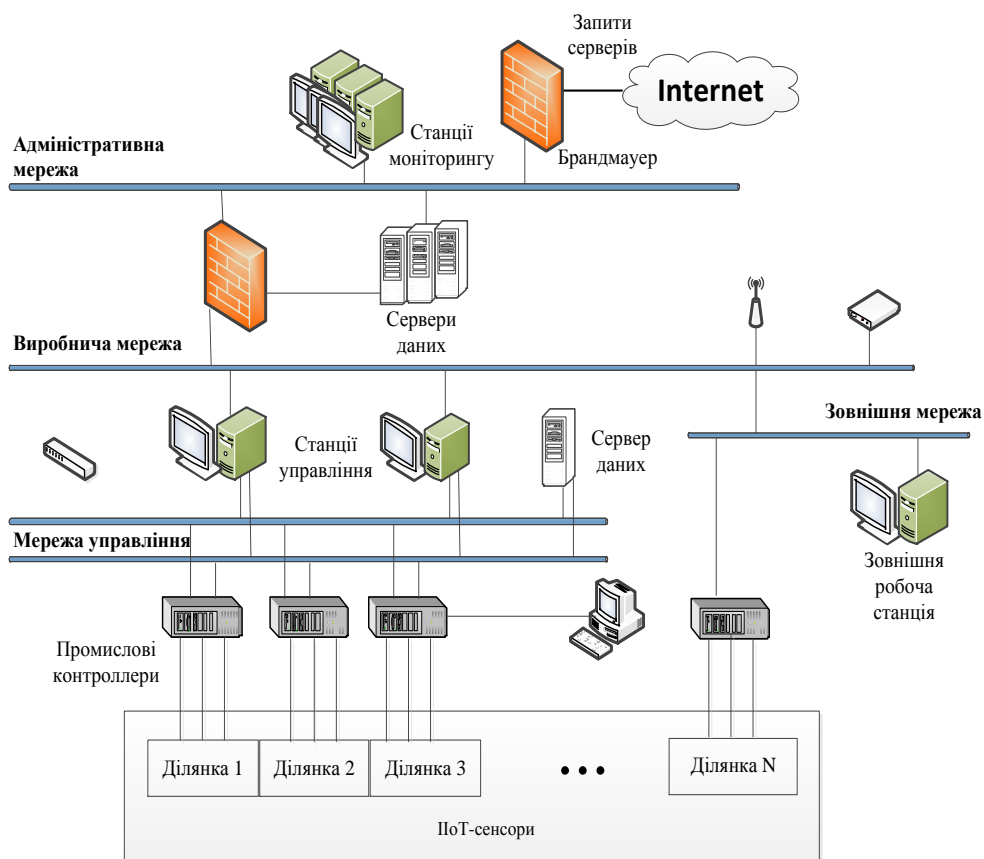 Запити
серверів
Internet
Станції
моніторингу
Брандмауер
Адміністративна
мережа
Сервери
даних
Виробнича мережа
Зовнішня мережа
Станції
управління
Сервер
даних
Мережа управління
Зовнішня
робоча
станція
Промислові
контроллери
Ділянка 1
Ділянка 2
Ділянка 3
Ділянка N
ІІоТ-сенсори